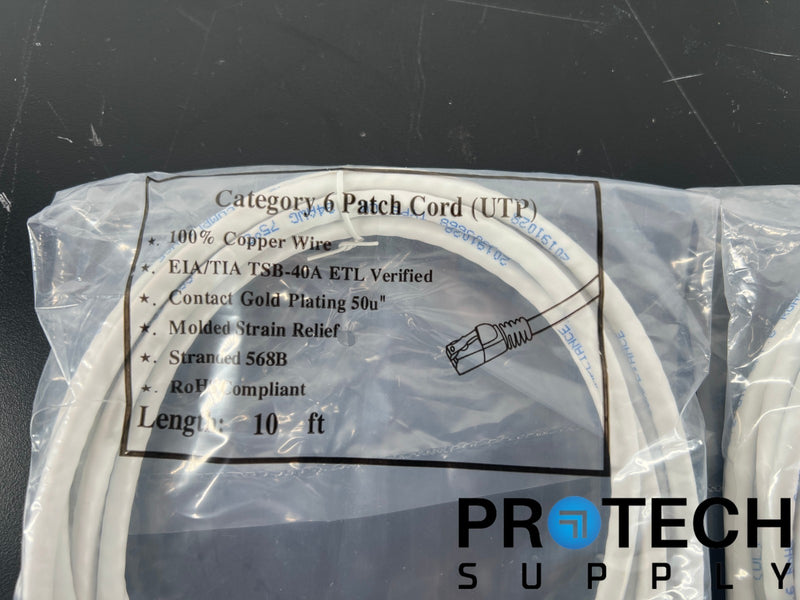 Category 6 Patch Cord (UTP)
★ 100% Copper Wire
★ EIA/TIA TSB-40A ETL Verified
★ Contact Gold Plating 50u"
★ Molded Strain Relief
★ Stranded 568B
★ RoHS Compliant
Length: 10 ft
20191028
PROTECH
SUPPLY